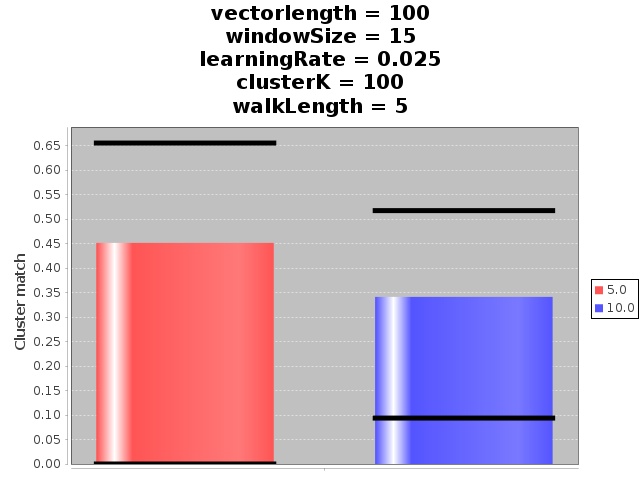 vectorlength = 100
windowSize = 15
learningRate = 0.025
clusterK = 100
walkLength = 5
0.65
0.60
0.55
0.50
0.45
0.40
0.35
0.30
0.25
0.20
0.15
0.10
0.05
0.00
Cluster match
5.0
10.0